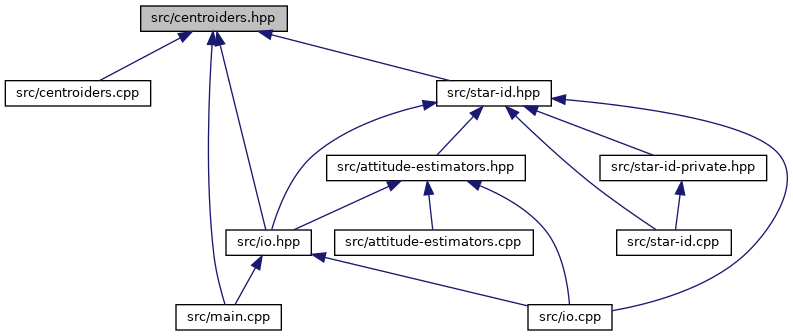 src/centroiders.hpp
src/centroiders.cpp
src/star-id.hpp
src/attitude-estimators.hpp
src/star-id-private.hpp
src/io.hpp
src/attitude-estimators.cpp
src/star-id.cpp
src/main.cpp
src/io.cpp